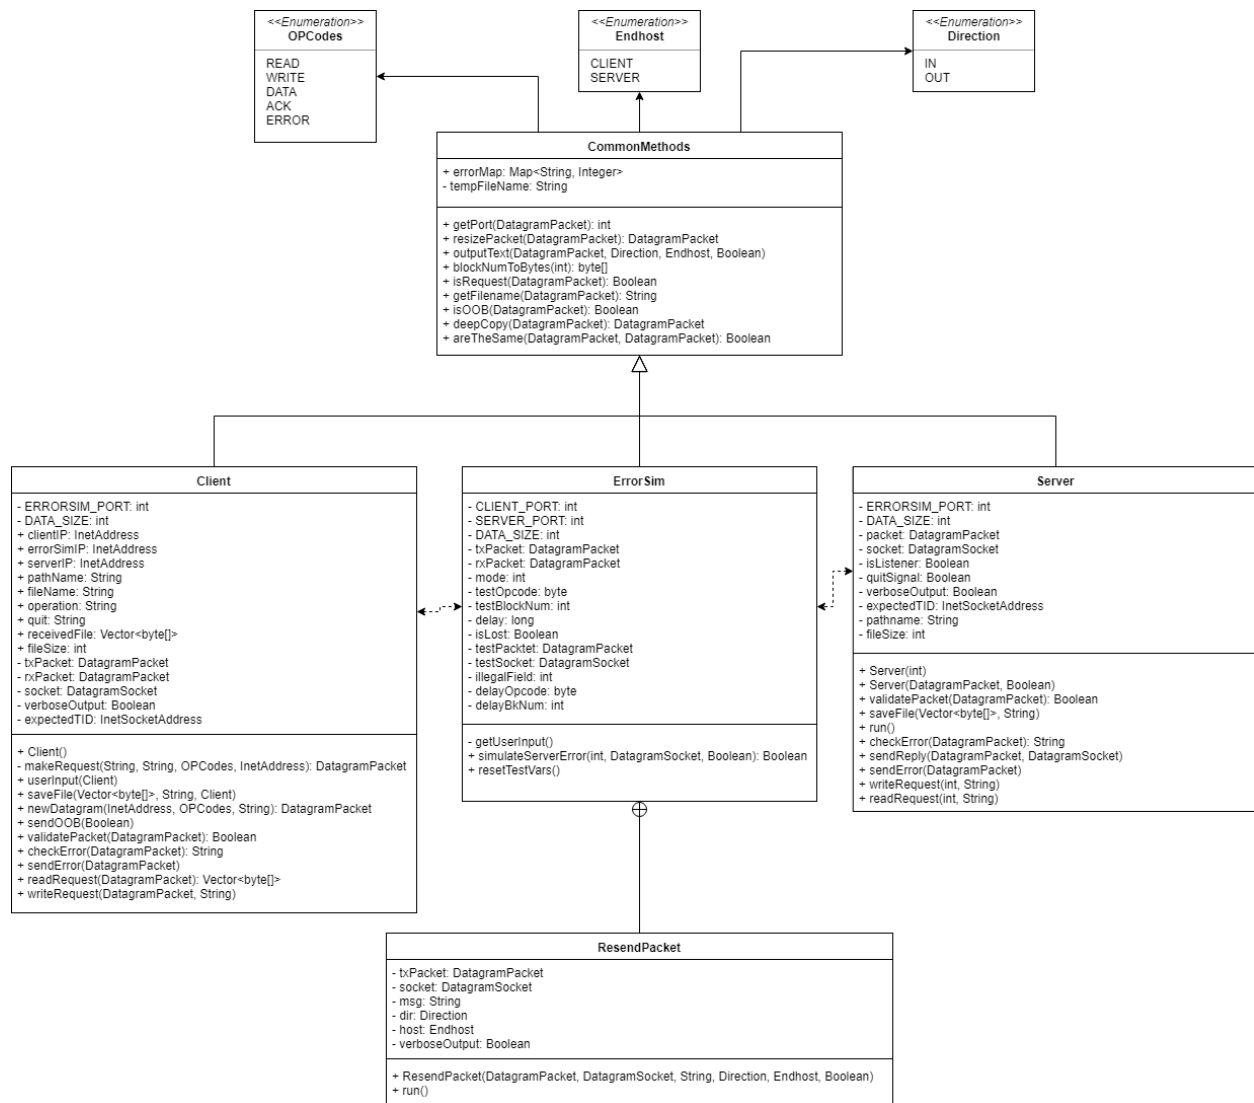 <<Enumeration>>
OPCodes
READ
WRITE
DATA
ACK
ERROR
<<Enumeration>>
Endhost
CLIENT
SERVER
<<Enumeration>>
Direction
IN
OUT
CommonMethods
+ errorMap: Map<String, Integer>
- tempFileName: String
+ getPort(DatagramPacket): int
+ resizePacket(DatagramPacket): DatagramPacket
+ outputText(DatagramPacket, Direction, Endhost, Boolean)
+ blockNumToBytes(int): byte[]
+ isRequest(DatagramPacket): Boolean
+ getFilename(DatagramPacket): String
+ isOOB(DatagramPacket): Boolean
+ deepCopy(DatagramPacket): DatagramPacket
+ areTheSame(DatagramPacket, DatagramPacket): Boolean
Client
- ERRORSIM_PORT: int
- DATA_SIZE: int
+ clientIP: InetAddress
+ errorSimIP: InetAddress
+ serverIP: InetAddress
+ pathName: String
+ fileName: String
+ operation: String
+ quit: String
+ receivedFile: Vector<byte[]>
+ fileSize: int
- txPacket: DatagramPacket
- rxPacket: DatagramPacket
- socket: DatagramSocket
- verboseOutput: Boolean
- expectedTID: InetSocketAddress
+ Client()
- makeRequest(String, String, OPCodes, InetAddress): DatagramPacket
+ userInput(Client)
+ saveFile(Vector<byte[]>, String, Client)
+ newDatagram(InetAddress, OPCodes, String): DatagramPacket
+ sendOOB(Boolean)
+ validatePacket(DatagramPacket): Boolean
+ checkError(DatagramPacket): String
+ sendError(DatagramPacket)
+ readRequest(DatagramPacket): Vector<byte[]>
+ writeRequest(DatagramPacket, String)
ErrorSim
- CLIENT_PORT: int
- SERVER_PORT: int
- DATA_SIZE: int
- txPacket: DatagramPacket
- rxPacket: DatagramPacket
- mode: int
- testOpcode: byte
- testBlockNum: int
- delay: long
- isLost: Boolean
- testPacktet: DatagramPacket
- testSocket: DatagramSocket
- illegalField: int
- delayOpcode: byte
- delayBkNum: int
- getUserInput()
+ simulateServerError(int, DatagramSocket, Boolean): Boolean
+ resetTestVars()
Server
- ERRORSIM_PORT: int
- DATA_SIZE: int
- packet: DatagramPacket
- socket: DatagramSocket
- isListener: Boolean
- quitSignal: Boolean
- verboseOutput: Boolean
- expectedTID: InetSocketAddress
- pathname: String
- fileSize: int
+ Server(int)
+ Server(DatagramPacket, Boolean)
+ validatePacket(DatagramPacket): Boolean
+ saveFile(Vector<byte[]>, String)
+ run()
+ checkError(DatagramPacket): String
+ sendReply(DatagramPacket, DatagramSocket)
+ sendError(DatagramPacket)
+ writeRequest(int, String)
+ readRequest(int, String)
ResendPacket
- txPacket: DatagramPacket
- socket: DatagramSocket
- msg: String
- dir: Direction
- host: Endhost
- verboseOutput: Boolean
+ ResendPacket(DatagramPacket, DatagramSocket, String, Direction, Endhost, Boolean)
+ run()